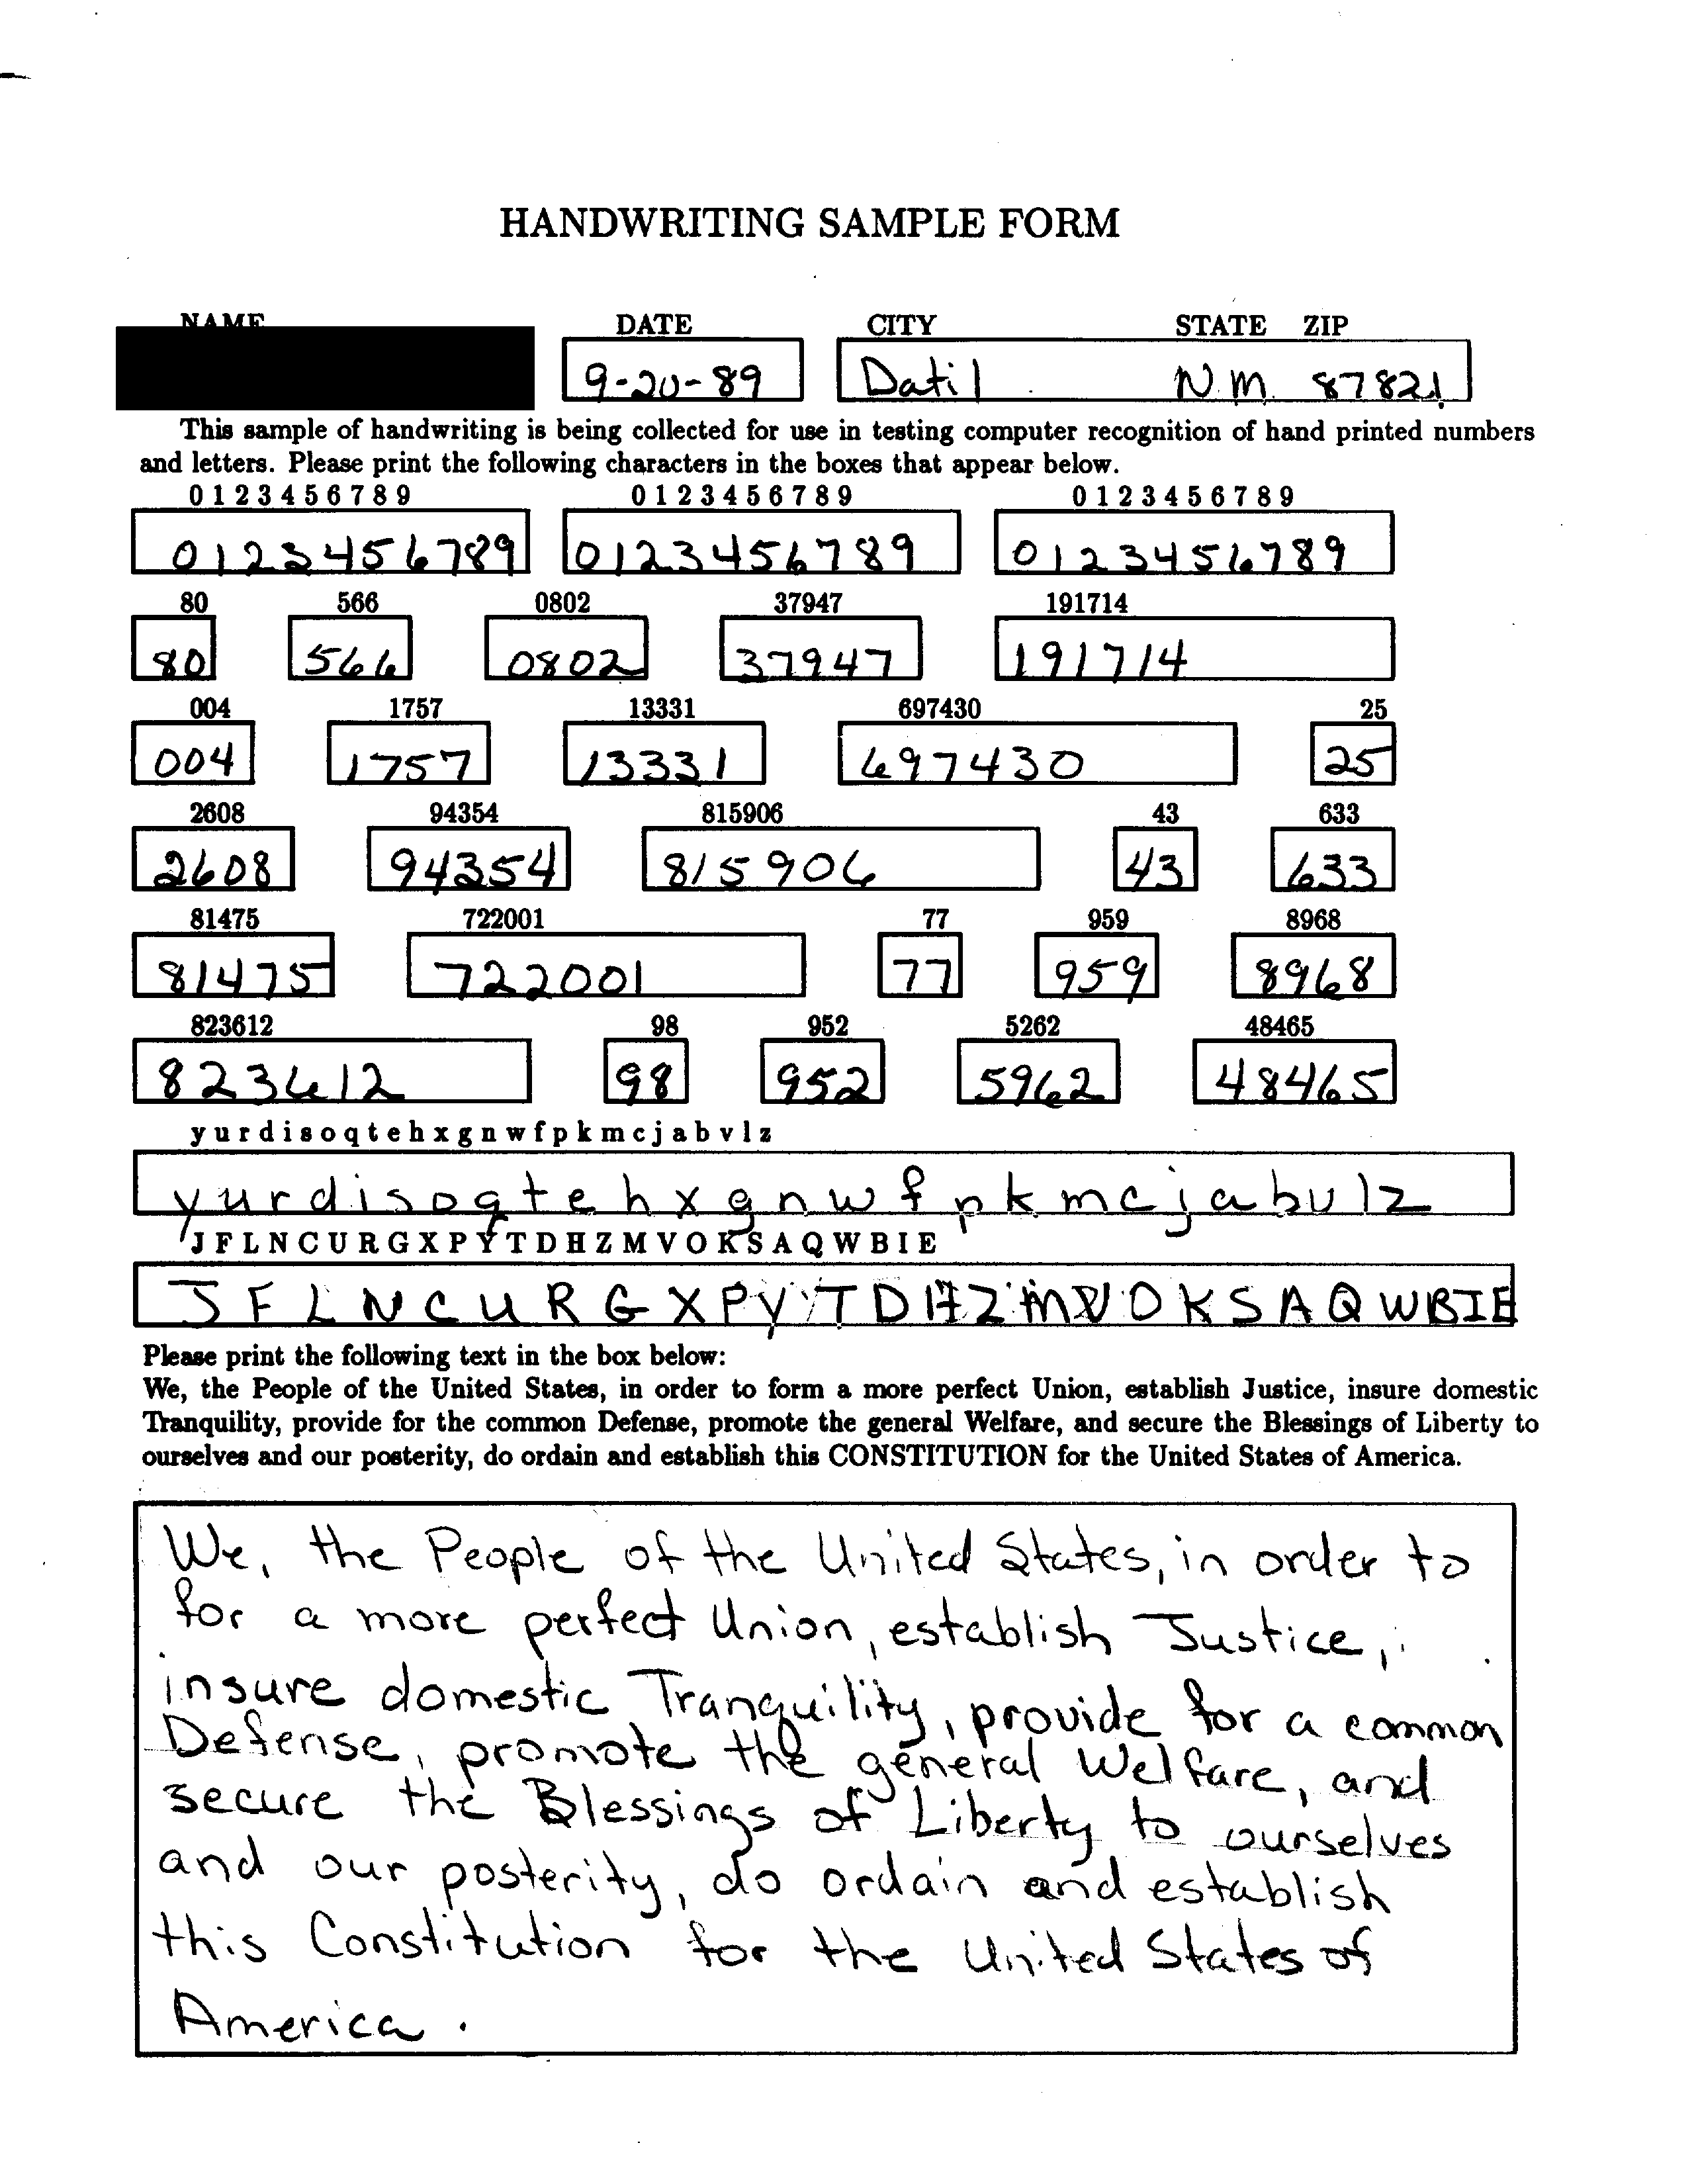 HANDWRITING SAMPLE FORM
NAME DATE CITY STATE ZIP
9-20-89 Datil N.M. 87821
This sample of handwriting is being collected for use in testing computer recognition of hand printed numbers
and letters. Please print the following characters in the boxes that appear below.
0 1 2 3 4 5 6 7 8 9 0 1 2 3 4 5 6 7 8 9 0 1 2 3 4 5 6 7 8 9
0123456789 0123456789 0123456789
80 566 0802 37947 191714
80 566 0802 37947 191714
004 1757 13331 697430 25
004 1757 13331 697430 25
2608 94354 815906 43 633
2608 94354 815906 43 633
81475 722001 77 959 8968
81475 722001 77 959 8968
823612 98 952 5262 48465
823612 98 952 5962 48465
y u r d i s o q t e h x g n w f p k m c j a b v l z
y u r d i s o q t e h x g n w f p k m c j a b v l z
J F L N C U R G X P Y T D H Z M V O K S A Q W B I E
J F L N C U R G X P Y T D H Z M V O K S A Q W B I E
Please print the following text in the box below:
We, the People of the United States, in order to form a more perfect Union, establish Justice, insure domestic
Tranquility, provide for the common Defense, promote the general Welfare, and secure the Blessings of Liberty to
ourselves and our posterity, do ordain and establish this CONSTITUTION for the United States of America.
We, the People of the United States, in order to
for a more perfect Union, establish Justice,
insure domestic Tranquility, provide for a common
Defense, promote the general Welfare, and
secure the Blessings of Liberty to ourselves
and our posterity, do ordain and establish
this Constitution for the United States of
America.